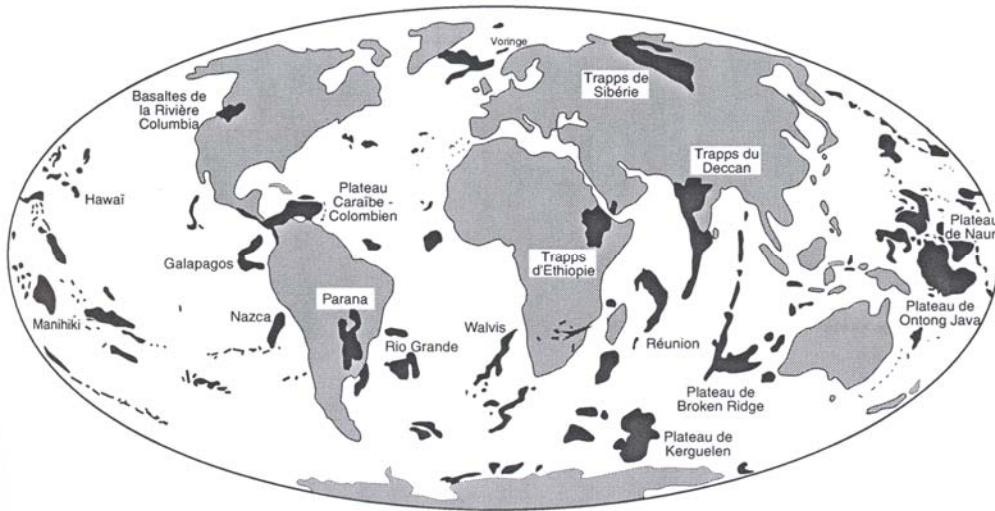 Voringe
Trapps de
Sibérie
Basaltes de
la Rivière
Columbia
Trapps du
Deccan
Hawaï
Plateau
Caraïbe -
Colombien
Plateau
de Nauru
Galapagos
Trapps
d'Ethiopie
Parana
Manihiki
Nazca
Rio Grande
Walvis
Réunion
Plateau de
Ontong Java
Plateau de
Broken Ridge
Plateau de
Kerguelen